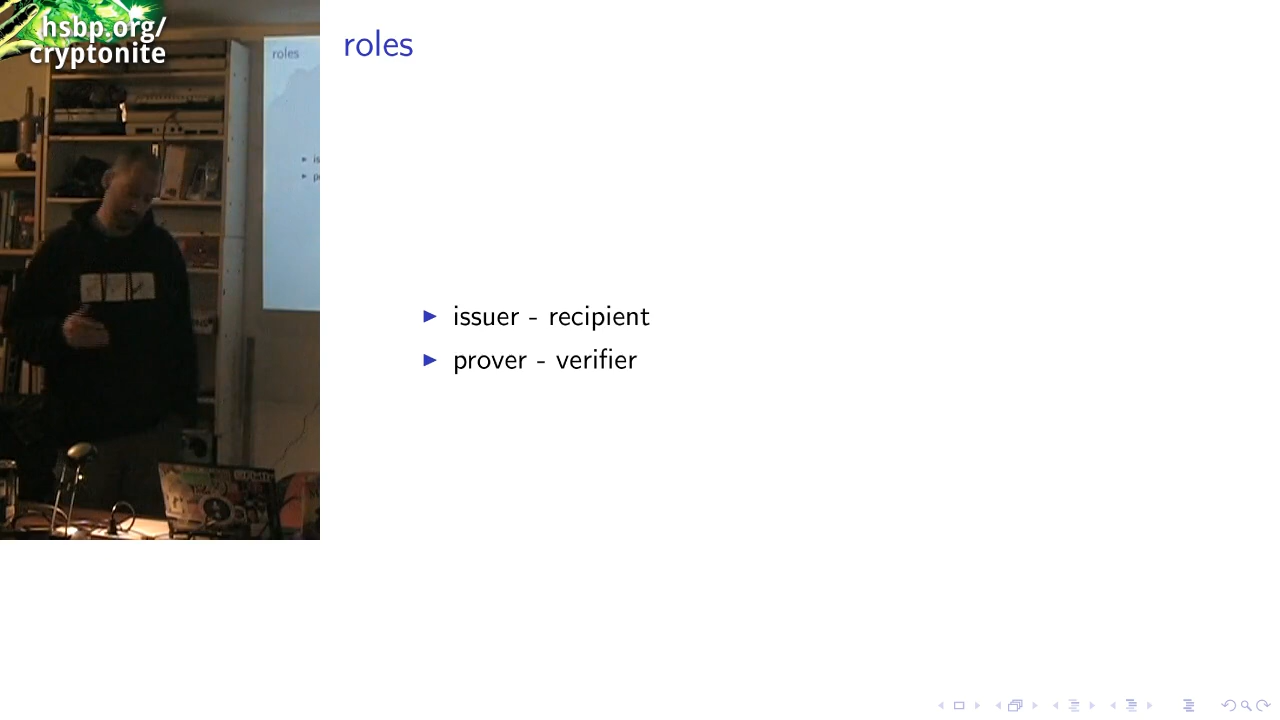 hsbp.org/
cryptonite
roles
roles
issuer - recipient
prover - verifier